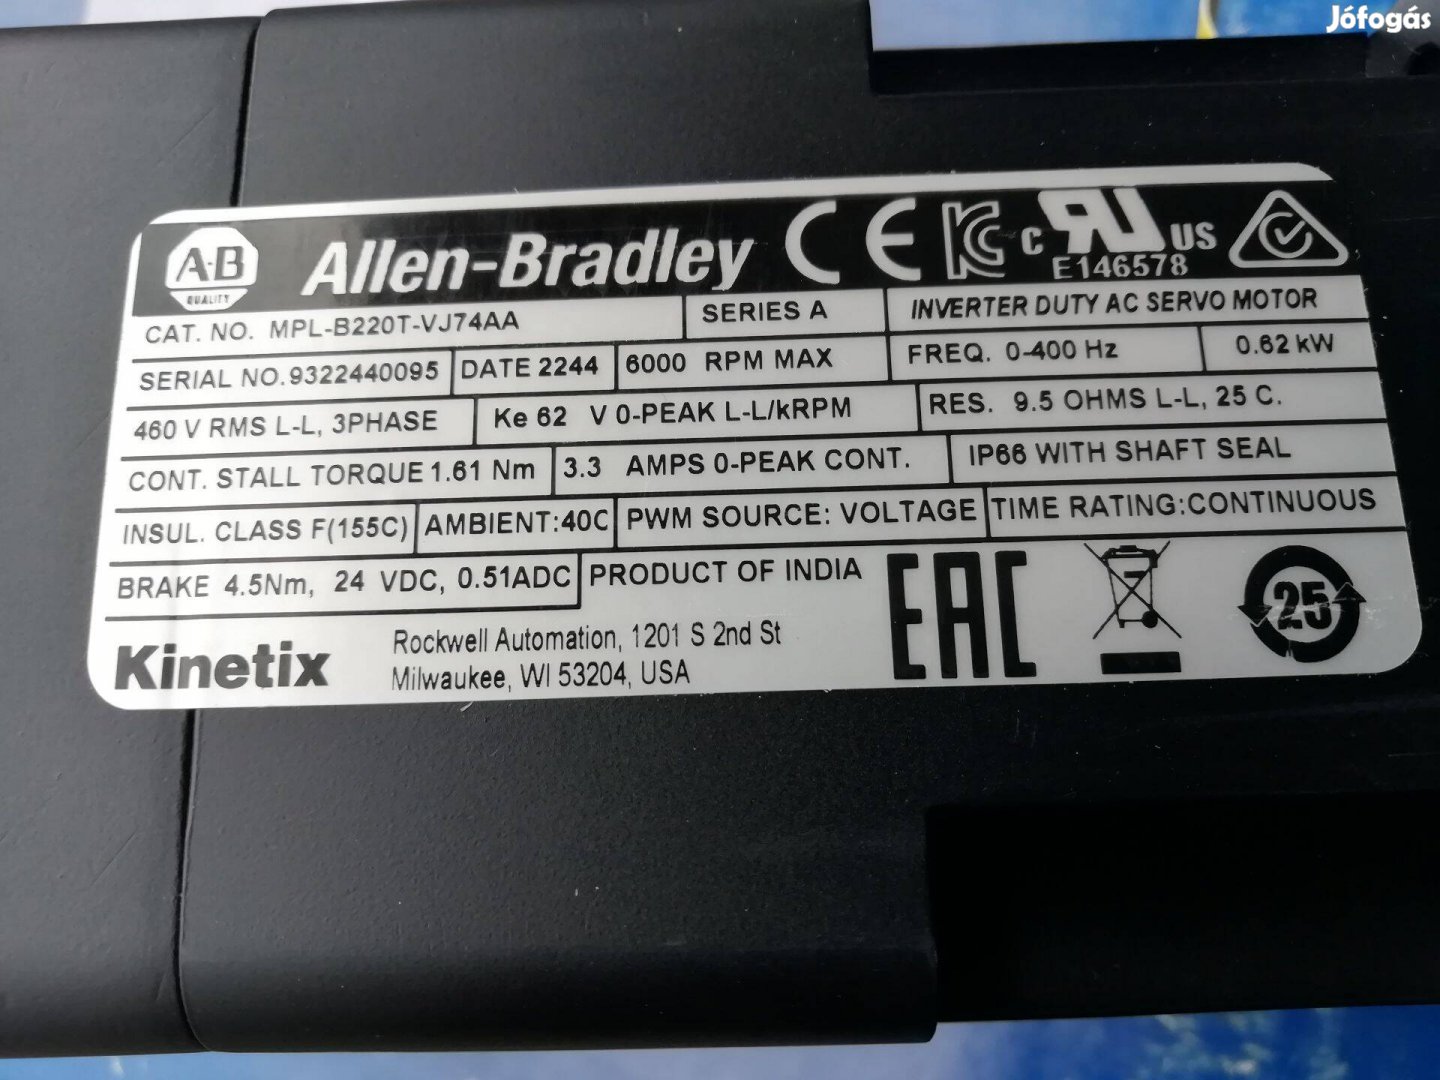 Jófogás
A·B QUALITY Allen-Bradley CE KC c RU US E146578
CAT. NO. MPL-B220T-VJ74AA SERIES A INVERTER DUTY AC SERVO MOTOR
SERIAL NO. 9322440095 DATE 2244 6000 RPM MAX FREQ. 0-400 Hz 0.62 kW
460 V RMS L-L, 3PHASE Ke 62 V 0-PEAK L-L/kRPM RES. 9.5 OHMS L-L, 25 C.
CONT. STALL TORQUE 1.61 Nm 3.3 AMPS 0-PEAK CONT. IP66 WITH SHAFT SEAL
INSUL. CLASS F(155C) AMBIENT:40C PWM SOURCE: VOLTAGE TIME RATING:CONTINUOUS
BRAKE 4.5Nm, 24 VDC, 0.51ADC PRODUCT OF INDIA EAC 25
Kinetix Rockwell Automation, 1201 S 2nd St
Milwaukee, WI 53204, USA